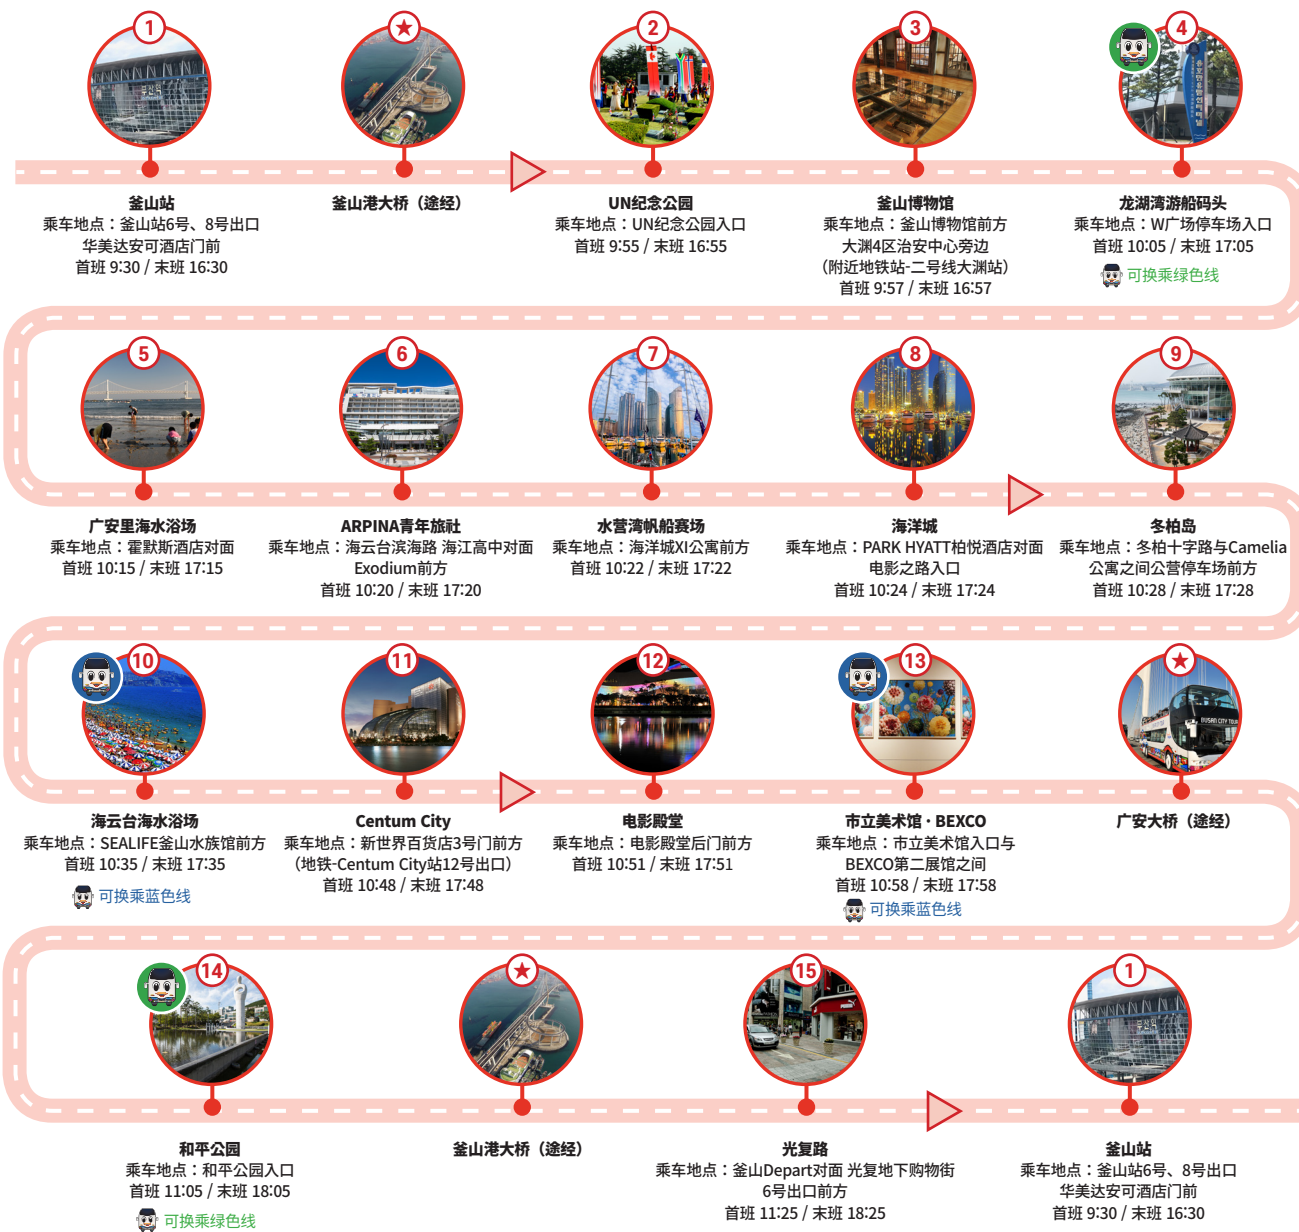 1
★
2
3
4
釜山站
乘车地点：釜山站6号、8号出口
华美达安可酒店门前
首班 9:30 / 末班 16:30
釜山港大桥（途经）
UN纪念公园
乘车地点：UN纪念公园入口
首班 9:55 / 末班 16:55
釜山博物馆
乘车地点：釜山博物馆前方
大渊4区治安中心旁边
（附近地铁站-二号线大渊站）
首班 9:57 / 末班 16:57
龙湖湾游船码头
乘车地点：W广场停车场入口
首班 10:05 / 末班 17:05
可换乘绿色线
5
6
7
8
9
广安里海水浴场
乘车地点：霍默斯酒店对面
首班 10:15 / 末班 17:15
ARPINA青年旅社
乘车地点：海云台滨海路 海江高中对面
Exodium前方
首班 10:20 / 末班 17:20
水营湾帆船赛场
乘车地点：海洋城XI公寓前方
首班 10:22 / 末班 17:22
海洋城
乘车地点：PARK HYATT柏悦酒店对面
电影之路入口
首班 10:24 / 末班 17:24
冬柏岛
乘车地点：冬柏十字路与Camelia
公寓之间公营停车场前方
首班 10:28 / 末班 17:28
10
11
12
13
★
BUSAN CITY TOUR
海云台海水浴场
乘车地点：SEALIFE釜山水族馆前方
首班 10:35 / 末班 17:35
可换乘蓝色线
Centum City
乘车地点：新世界百货店3号门前方
（地铁-Centum City站12号出口）
首班 10:48 / 末班 17:48
电影殿堂
乘车地点：电影殿堂后门前方
首班 10:51 / 末班 17:51
市立美术馆 · BEXCO
乘车地点：市立美术馆入口与
BEXCO第二展馆之间
首班 10:58 / 末班 17:58
可换乘蓝色线
广安大桥（途经）
14
★
15
1
和平公园
乘车地点：和平公园入口
首班 11:05 / 末班 18:05
可换乘绿色线
釜山港大桥（途经）
光复路
乘车地点：釜山Depart对面 光复地下购物街
6号出口前方
首班 11:25 / 末班 18:25
釜山站
乘车地点：釜山站6号、8号出口
华美达安可酒店门前
首班 9:30 / 末班 16:30